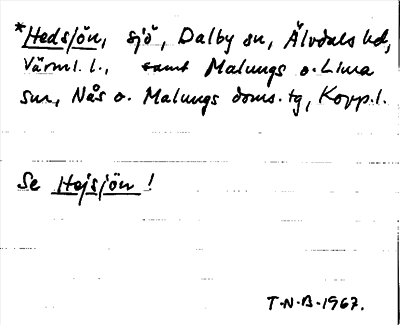 *Hedsjön, sjö, Dalby sn, Älvdals hd,
Värml. l., samt Malungs o. Lima
snr, Nås o. Malungs doms. tg, Kopp. l.
Se Hejsjön!
T.N.B. 1967.